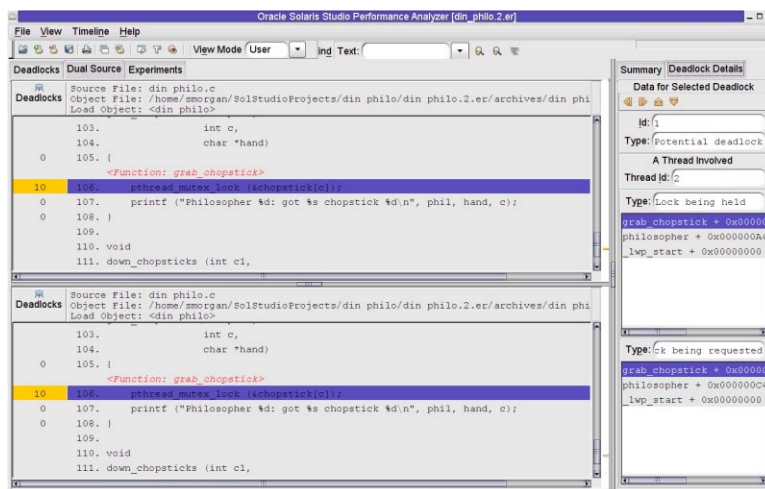 Oracle Solaris Studio Performance Analyzer [din_philo.2.er]
File View Timeline Help
View Mode User ind Text:
Deadlocks Dual Source Experiments
Deadlocks
Source File: din philo.c
Object File: /home/smorgan/SolStudioProjects/din philo/din philo.2.er/archives/din phi
Load Object: <din philo>
103. int c,
104. char *hand)
0 105. {
<Function: grab_chopstick>
10 106. pthread_mutex_lock (&chopstick[c]);
0 107. printf ("Philosopher %d: got %s chopstick %d\n", phil, hand, c);
0 108. }
109.
110. void
111. down_chopsticks (int c1,
Deadlocks
Source File: din philo.c
Object File: /home/smorgan/SolStudioProjects/din philo/din philo.2.er/archives/din phi
Load Object: <din philo>
103. int c,
104. char *hand)
0 105. {
<Function: grab_chopstick>
10 106. pthread_mutex_lock (&chopstick[c]);
0 107. printf ("Philosopher %d: got %s chopstick %d\n", phil, hand, c);
0 108. }
109.
110. void
111. down_chopsticks (int c1,
Summary Deadlock Details
Data for Selected Deadlock
Id: 1
Type: Potential deadlock
A Thread Involved
Thread Id: 2
Type: Lock being held
grab_chopstick + 0x00000
philosopher + 0x000000A4
_lwp_start + 0x00000000
Type: ck being requested
grab_chopstick + 0x00000
philosopher + 0x000000C4
_lwp_start + 0x00000000